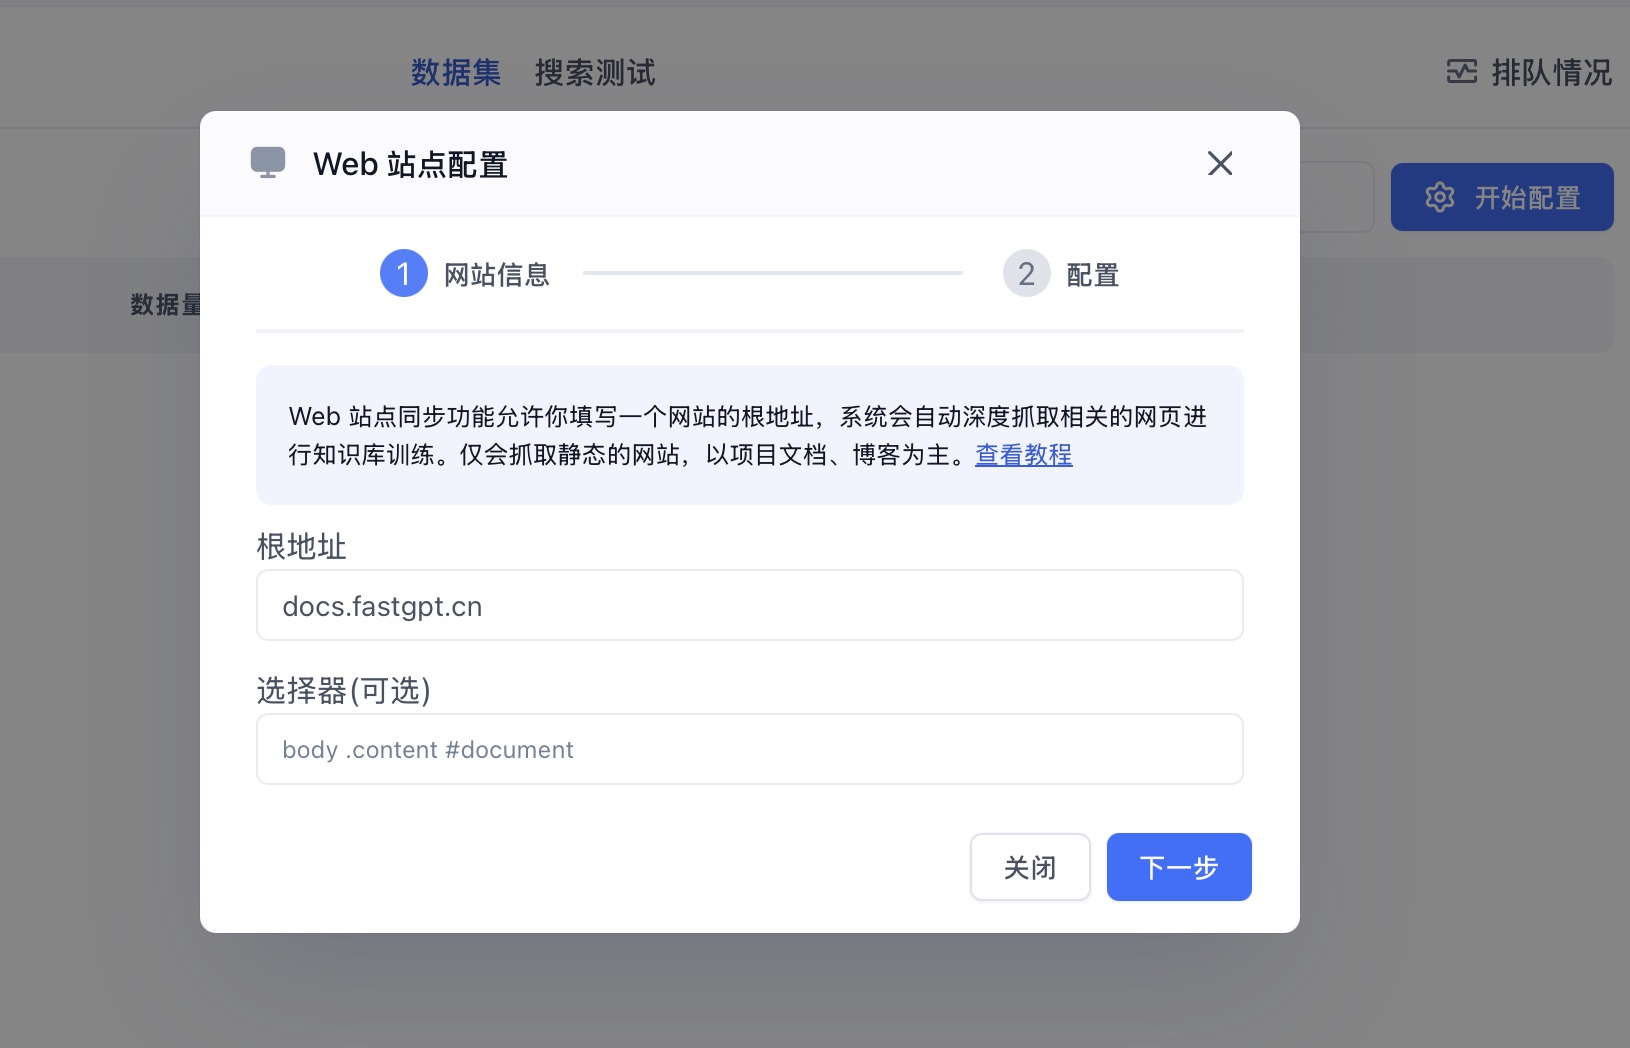 数据集 搜索测试
排队情况
Web 站点配置
开始配置
1 网站信息
2 配置
数据量
Web 站点同步功能允许你填写一个网站的根地址，系统会自动深度抓取相关的网页进
行知识库训练。仅会抓取静态的网站，以项目文档、博客为主。查看教程
根地址
docs.fastgpt.cn
选择器(可选)
body .content #document
关闭 下一步